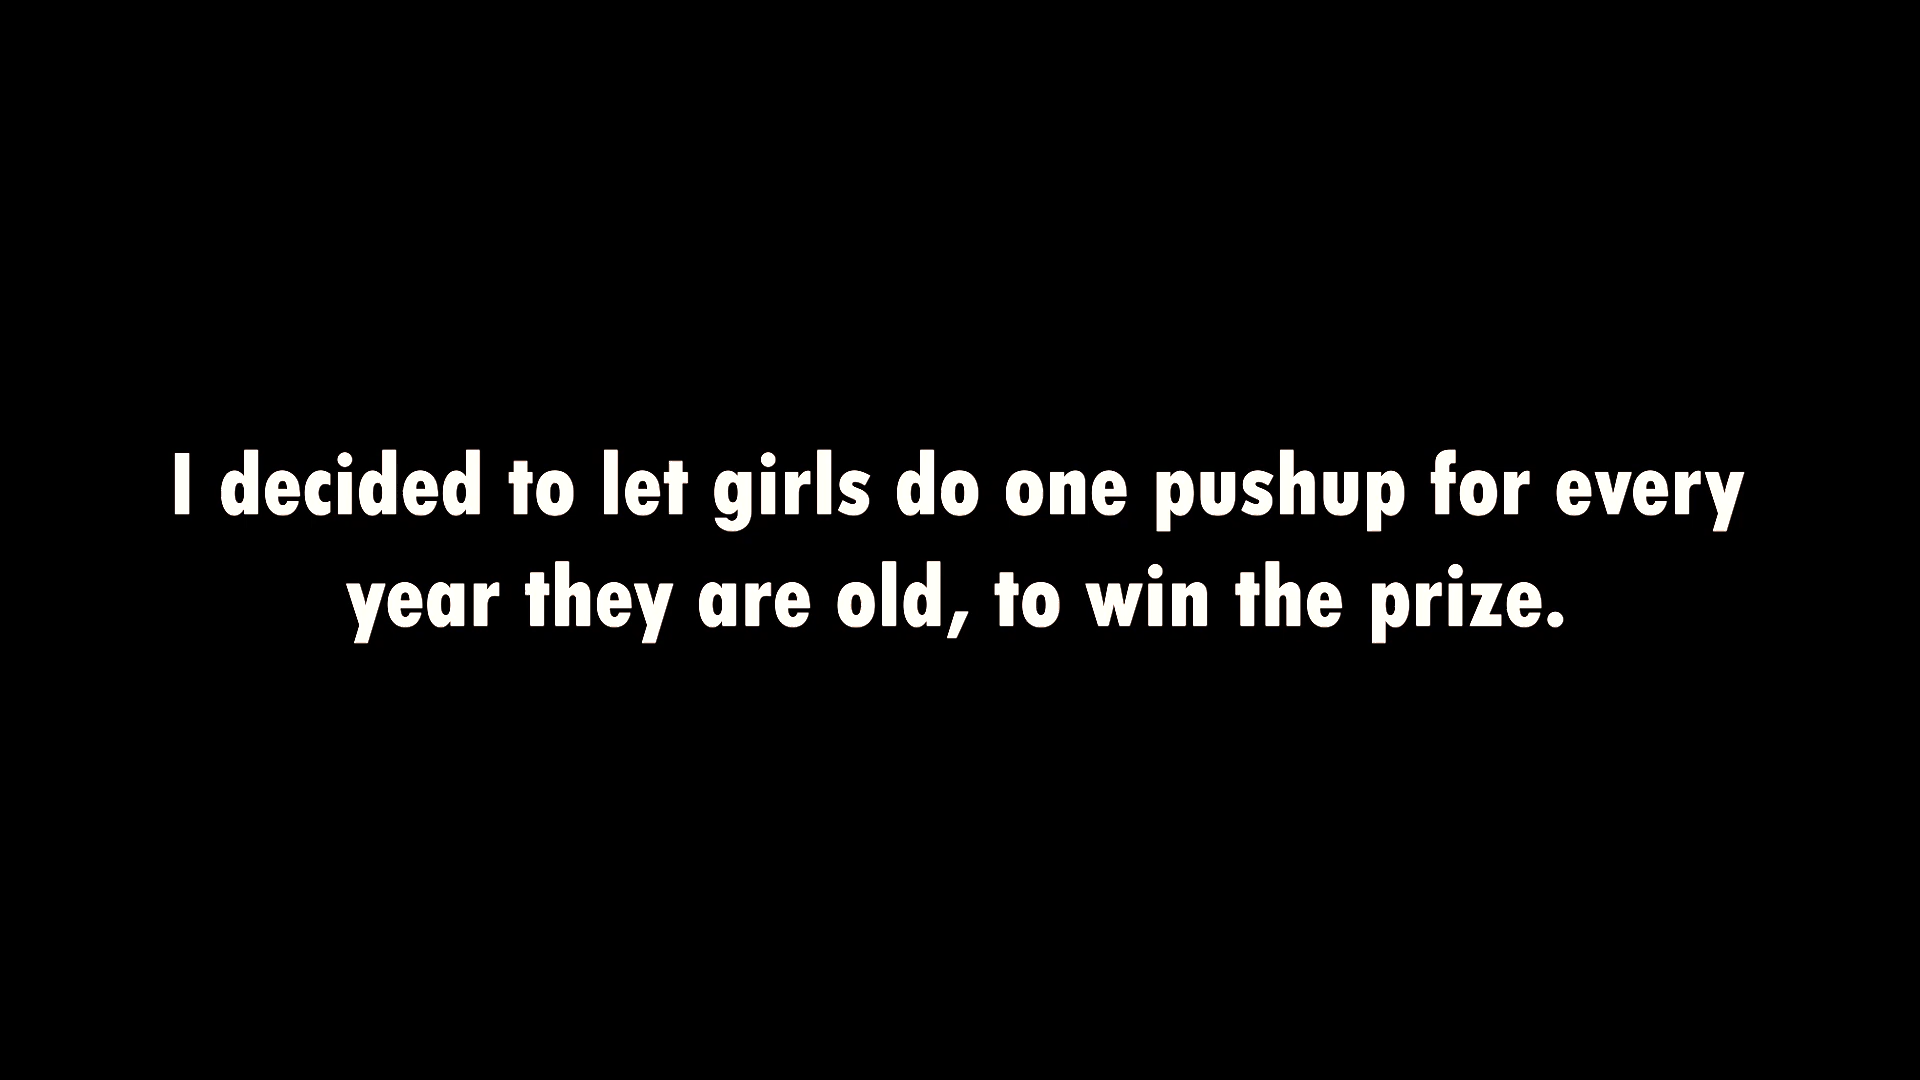 I decided to let girls do one pushup for every
year they are old, to win the prize.